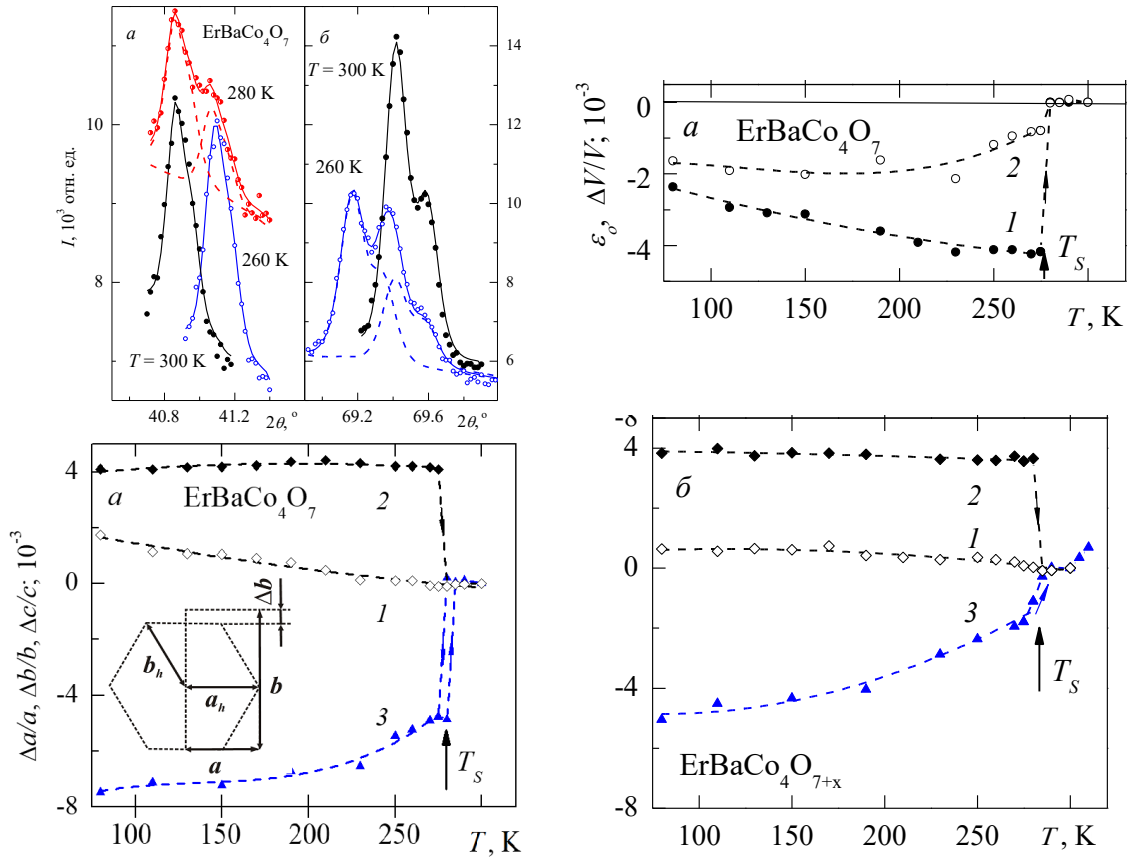 а ErBaCo4O7 б
T = 300 K
280 K
260 K
260 K
T = 300 K
I, 10³ отн. ед.
10
8
14
12
10
8
6
40.8 41.2 2θ, °
69.2 69.6 2θ, °
а ErBaCo4O7
εo, ΔV/V; 10⁻³
0
-2
-4
2
1
TS
100 150 200 250
T, K
а ErBaCo4O7
Δa/a, Δb/b, Δc/c; 10⁻³
4
0
-4
-8
2
1
3
Δb
bh
ah
b
a
TS
100 150 200 250
T, K
б
-8
4
0
-4
-8
2
1
3
TS
ErBaCo4O7+x
100 150 200 250
T, K